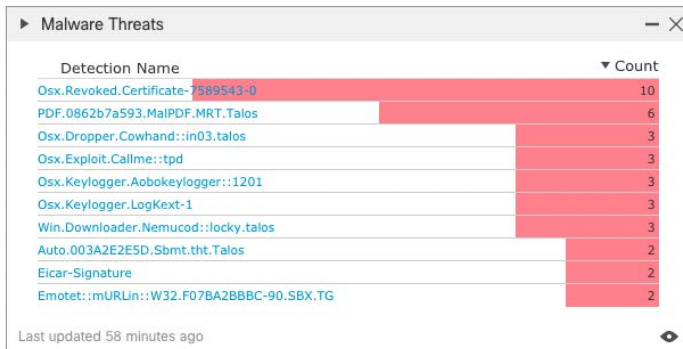 Malware Threats
Detection Name Count
Osx.Revoked.Certificate-7589543-0 10
PDF.0862b7a593.MalPDF.MRT.Talos 6
Osx.Dropper.Cowhand::in03.talos 3
Osx.Exploit.Callme::tpd 3
Osx.Keylogger.Aobokeylogger::1201 3
Osx.Keylogger.LogKext-1 3
Win.Downloader.Nemucod::locky.talos 3
Auto.003A2E2E5D.Sbmt.tht.Talos 2
Eicar-Signature 2
Emotet::mURLin::W32.F07BA2BBBC-90.SBX.TG 2
Last updated 58 minutes ago